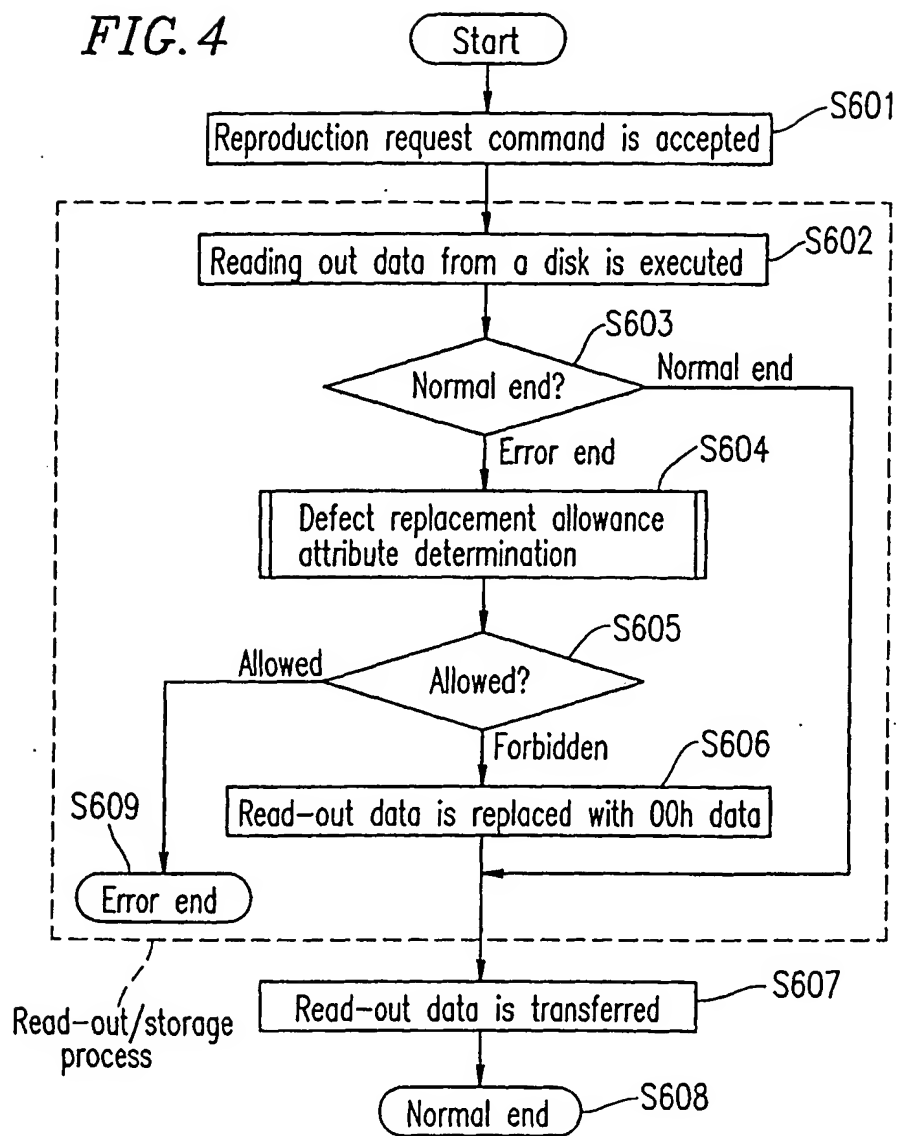 FIG. 4
Start
S601
Reproduction request command is accepted
S602
Reading out data from a disk is executed
S603
Normal end?
Normal end
Error end
S604
Defect replacement allowance
attribute determination
S605
Allowed
Allowed?
Forbidden
S606
Read-out data is replaced with 00h data
S609
Error end
Read-out/storage
process
S607
Read-out data is transferred
S608
Normal end